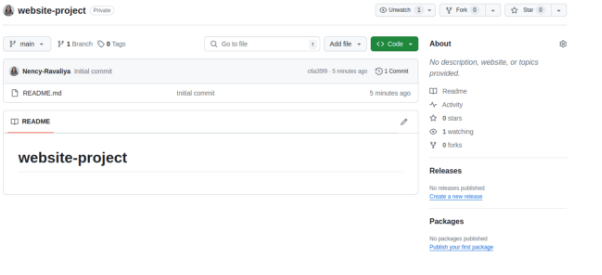 website-project Private
Unwatch 1 Fork 0 Star 0
main 1 Branch 0 Tags Go to file t Add file Code
Nency-Ravaliya Initial commit 5 minutes ago 1 Commit
README.md Initial commit 5 minutes ago
README
website-project
About
No description, website, or topics
provided.
Readme
Activity
0 stars
1 watching
0 forks
Releases
No releases published
Create a new release
Packages
No packages published
Publish your first package